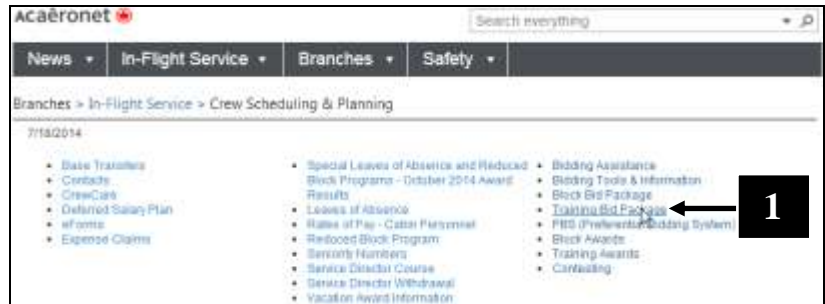 ACaëronet
Search everything
News In-Flight Service Branches Safety
Branches > In-Flight Service > Crew Scheduling & Planning
7/18/2014
• Base Transfers
• Contacts
• CrewCare
• Deferred Salary Plan
• eForms
• Expense Claims
• Special Leaves of Absence and Reduced
Block Programs - October 2014 Award
Results
• Leaves of Absence
• Rates of Pay - Cabin Personnel
• Reduced Block Program
• Seniority Numbers
• Service Director Course
• Service Director Withdrawal
• Vacation Award Information
• Bidding Assistance
• Bidding Tools & Information
• Block Bid Package
• Training Bid Package
• PBS (Preferential Bidding System)
• Block Awards
• Training Awards
• Contesting
1